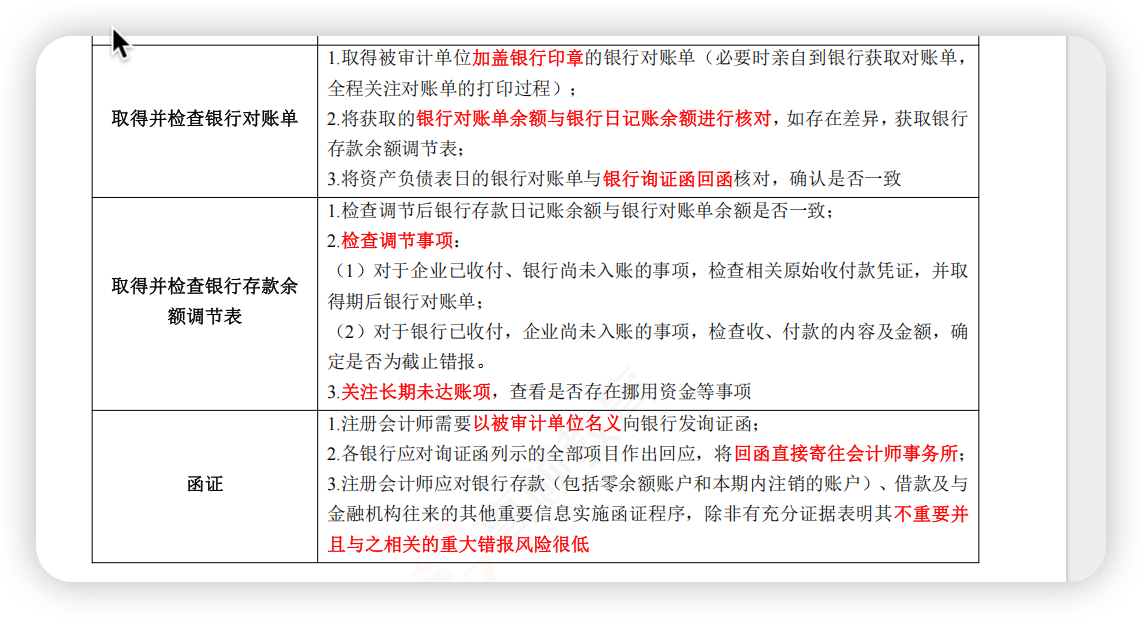 1.取得被审计单位加盖银行印章的银行对账单（必要时亲自到银行获取对账单，
全程关注对账单的打印过程）；
取得并检查银行对账单
2.将获取的银行对账单余额与银行日记账余额进行核对，如存在差异，获取银行
存款余额调节表；
3.将资产负债表日的银行对账单与银行询证函回函核对，确认是否一致
取得并检查银行存款余
额调节表
1.检查调节后银行存款日记账余额与银行对账单余额是否一致；
2.检查调节事项：
（1）对于企业已收付、银行尚未入账的事项，检查相关原始收付款凭证，并取
得期后银行对账单；
（2）对于银行已收付，企业尚未入账的事项，检查收、付款的内容及金额，确
定是否为截止错报。
3.关注长期未达账项，查看是否存在挪用资金等事项
函证
1.注册会计师需要以被审计单位名义向银行发询证函；
2.各银行应对询证函列示的全部项目作出回应，将回函直接寄往会计师事务所；
3.注册会计师应对银行存款（包括零余额账户和本期内注销的账户）、借款及与
金融机构往来的其他重要信息实施函证程序，除非有充分证据表明其不重要并
且与之相关的重大错报风险很低